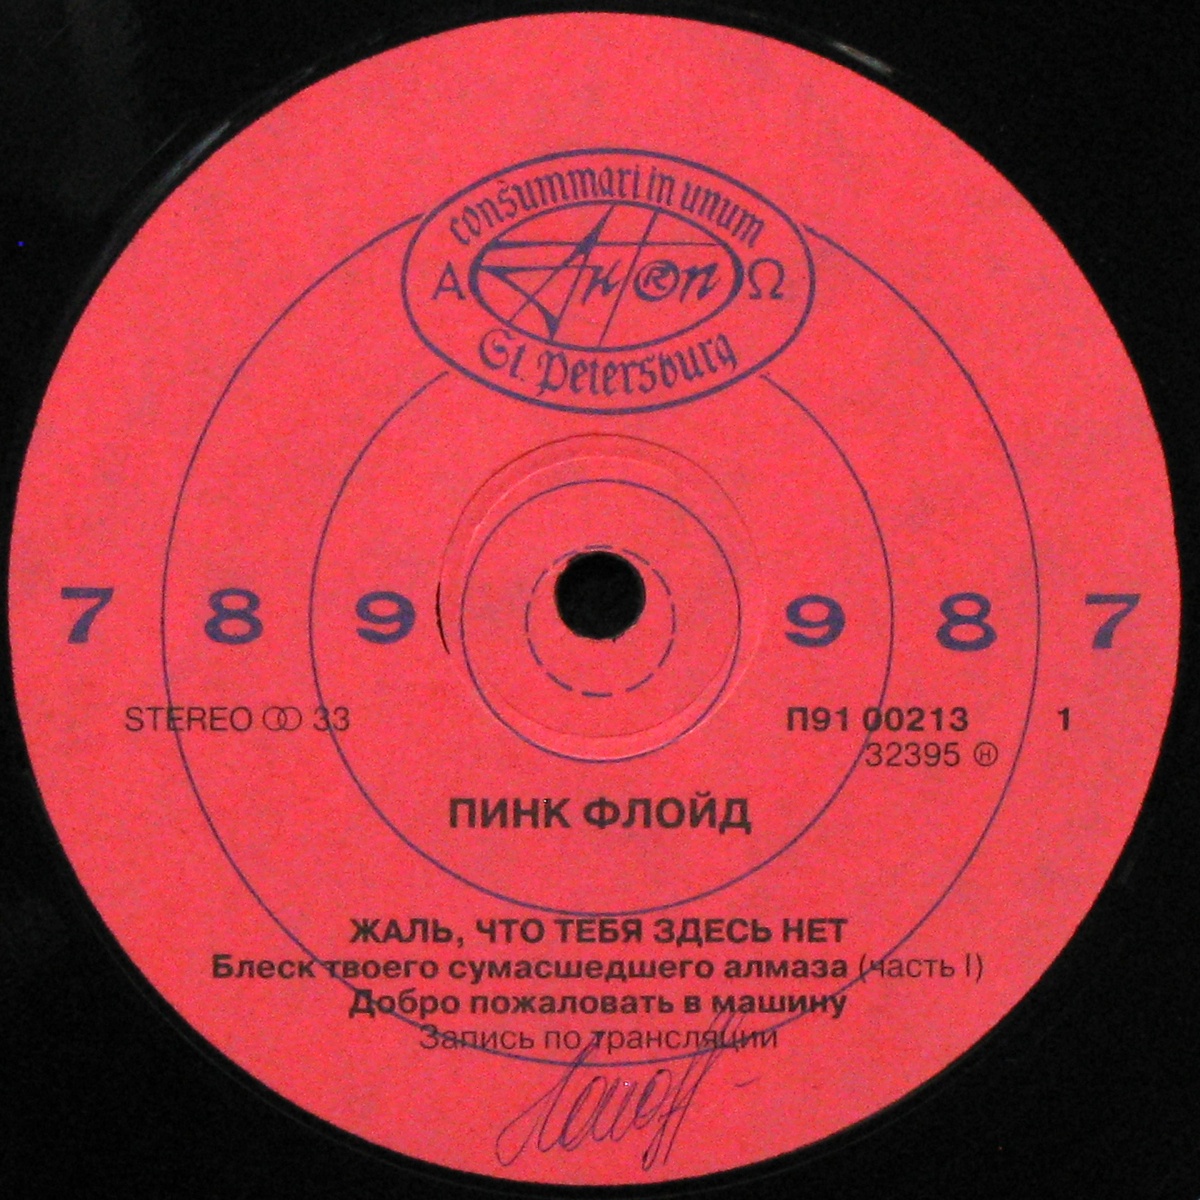 consummari in unum
Α АнтRоп Ω
St. Petersburg
7 8 9 9 8 7
STEREO 33 П91 00213 1
32395 Ⓗ
ПИНК ФЛОЙД
ЖАЛЬ, ЧТО ТЕБЯ ЗДЕСЬ НЕТ
Блеск твоего сумасшедшего алмаза (часть I)
Добро пожаловать в машину
Запись по трансляции